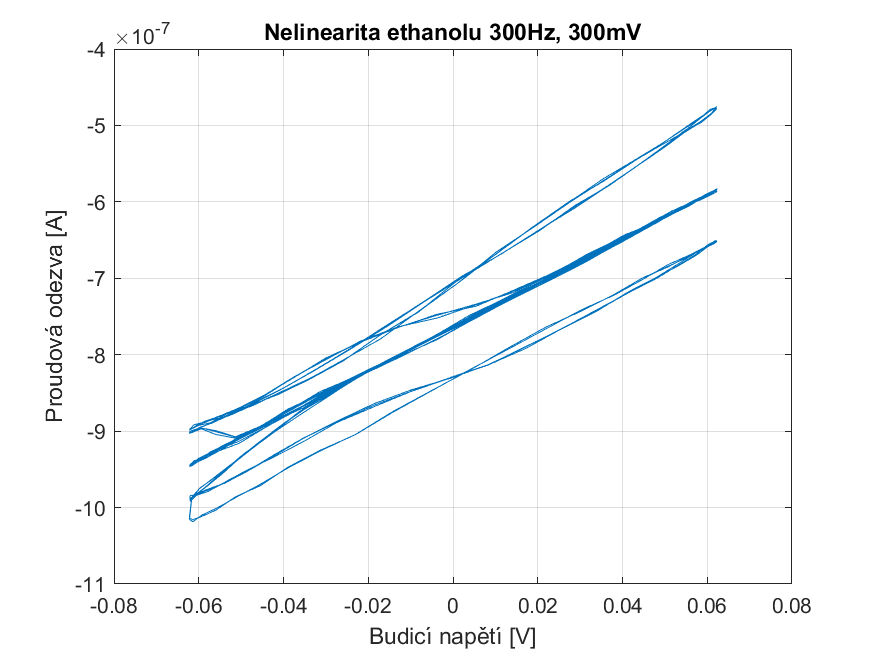 Nelinearita ethanolu 300Hz, 300mV
×10-7
-4
-5
-6
-7
-8
-9
-10
-11
-0.08 -0.06 -0.04 -0.02 0 0.02 0.04 0.06 0.08
Budicí napětí [V]
Proudová odezva [A]